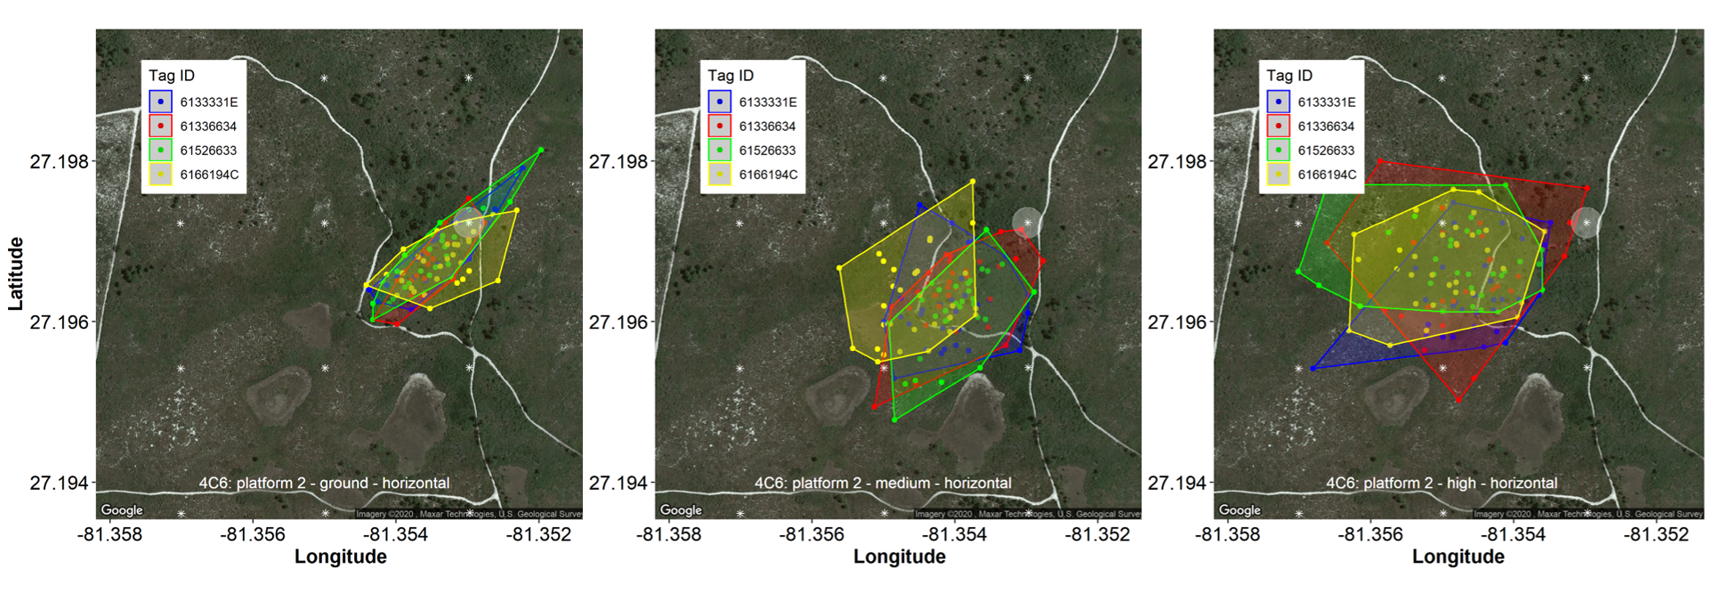 Latitude
27.198
27.196
27.194
Tag ID
6133331E
61336634
61526633
6166194C
4C6: platform 2 - ground - horizontal
Google
Imagery ©2020 , Maxar Technologies, U.S. Geological Survey
-81.358
-81.356
-81.354
-81.352
Longitude
27.198
27.196
27.194
Tag ID
6133331E
61336634
61526633
6166194C
4C6: platform 2 - medium - horizontal
Google
Imagery ©2020 , Maxar Technologies, U.S. Geological Survey
-81.358
-81.356
-81.354
-81.352
Longitude
27.198
27.196
27.194
Tag ID
6133331E
61336634
61526633
6166194C
4C6: platform 2 - high - horizontal
Google
Imagery ©2020 , Maxar Technologies, U.S. Geological Survey
-81.358
-81.356
-81.354
-81.352
Longitude